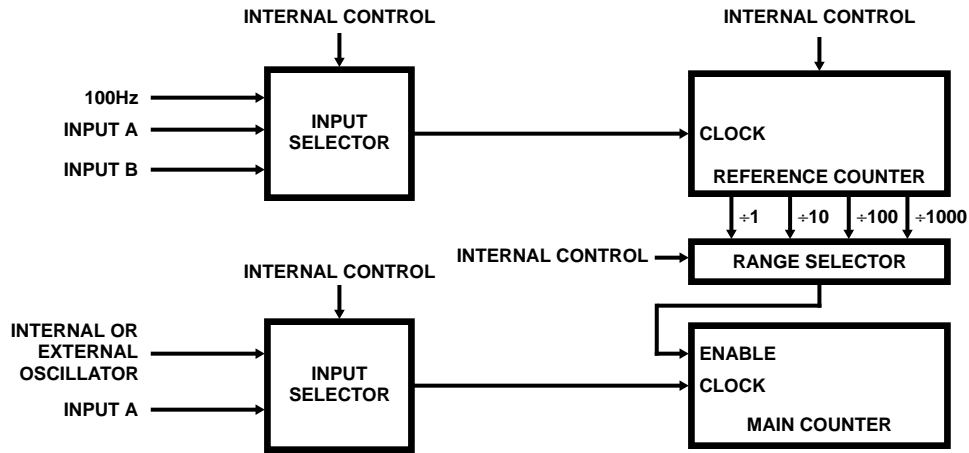 INTERNAL CONTROL
INTERNAL CONTROL
100Hz
INPUT A
INPUT B
INPUT
SELECTOR
CLOCK
REFERENCE COUNTER
÷1
÷10
÷100
÷1000
INTERNAL CONTROL
RANGE SELECTOR
INTERNAL CONTROL
INTERNAL OR
EXTERNAL
OSCILLATOR
INPUT A
INPUT
SELECTOR
ENABLE
CLOCK
MAIN COUNTER